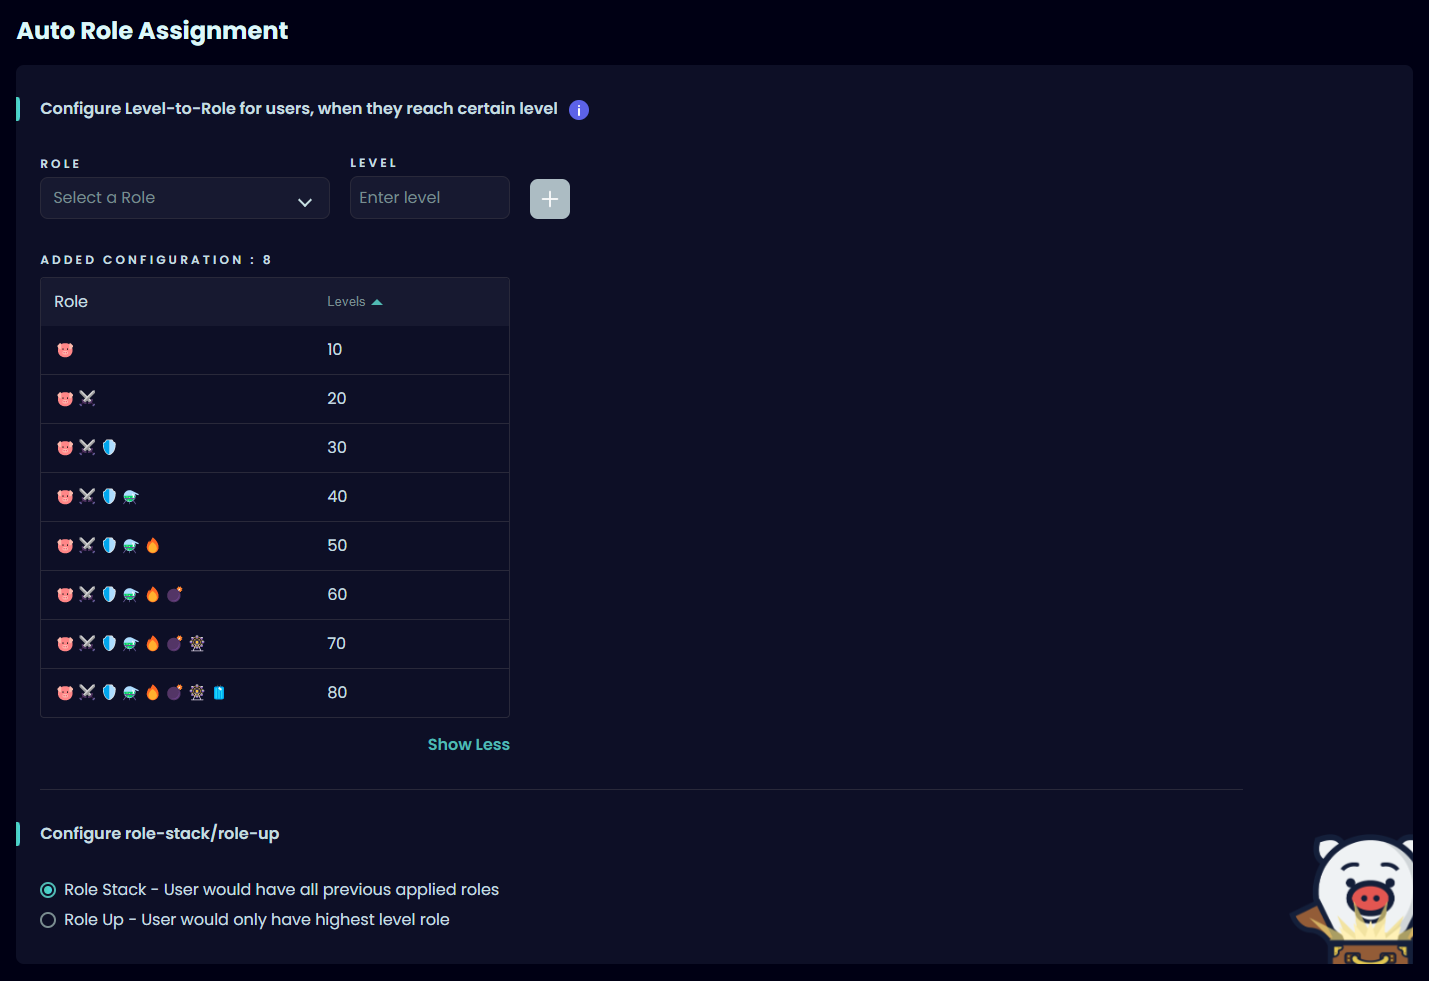 Auto Role Assignment
Configure Level-to-Role for users, when they reach certain level i
ROLE LEVEL
Select a Role Enter level
ADDED CONFIGURATION : 8
Role Levels
10
20
30
40
50
60
70
80
Show Less
Configure role-stack/role-up
Role Stack - User would have all previous applied roles
Role Up - User would only have highest level role